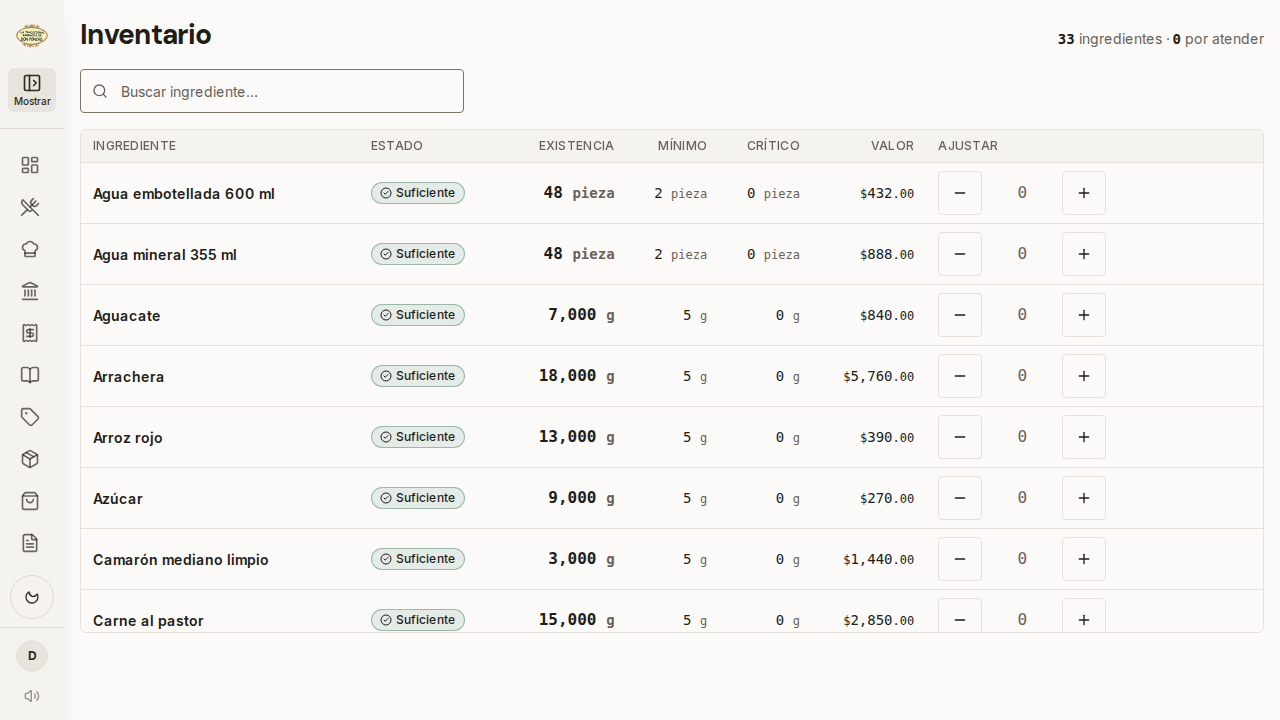 Inventario
33 ingredientes · 0 por atender
Mostrar
Buscar ingrediente...
INGREDIENTE ESTADO EXISTENCIA MÍNIMO CRÍTICO VALOR AJUSTAR
Agua embotellada 600 ml Suficiente 48 pieza 2 pieza 0 pieza $432.00 − 0 +
Agua mineral 355 ml Suficiente 48 pieza 2 pieza 0 pieza $888.00 − 0 +
Aguacate Suficiente 7,000 g 5 g 0 g $840.00 − 0 +
Arrachera Suficiente 18,000 g 5 g 0 g $5,760.00 − 0 +
Arroz rojo Suficiente 13,000 g 5 g 0 g $390.00 − 0 +
Azúcar Suficiente 9,000 g 5 g 0 g $270.00 − 0 +
Camarón mediano limpio Suficiente 3,000 g 5 g 0 g $1,440.00 − 0 +
Carne al pastor Suficiente 15,000 g 5 g 0 g $2,850.00 − 0 +
D